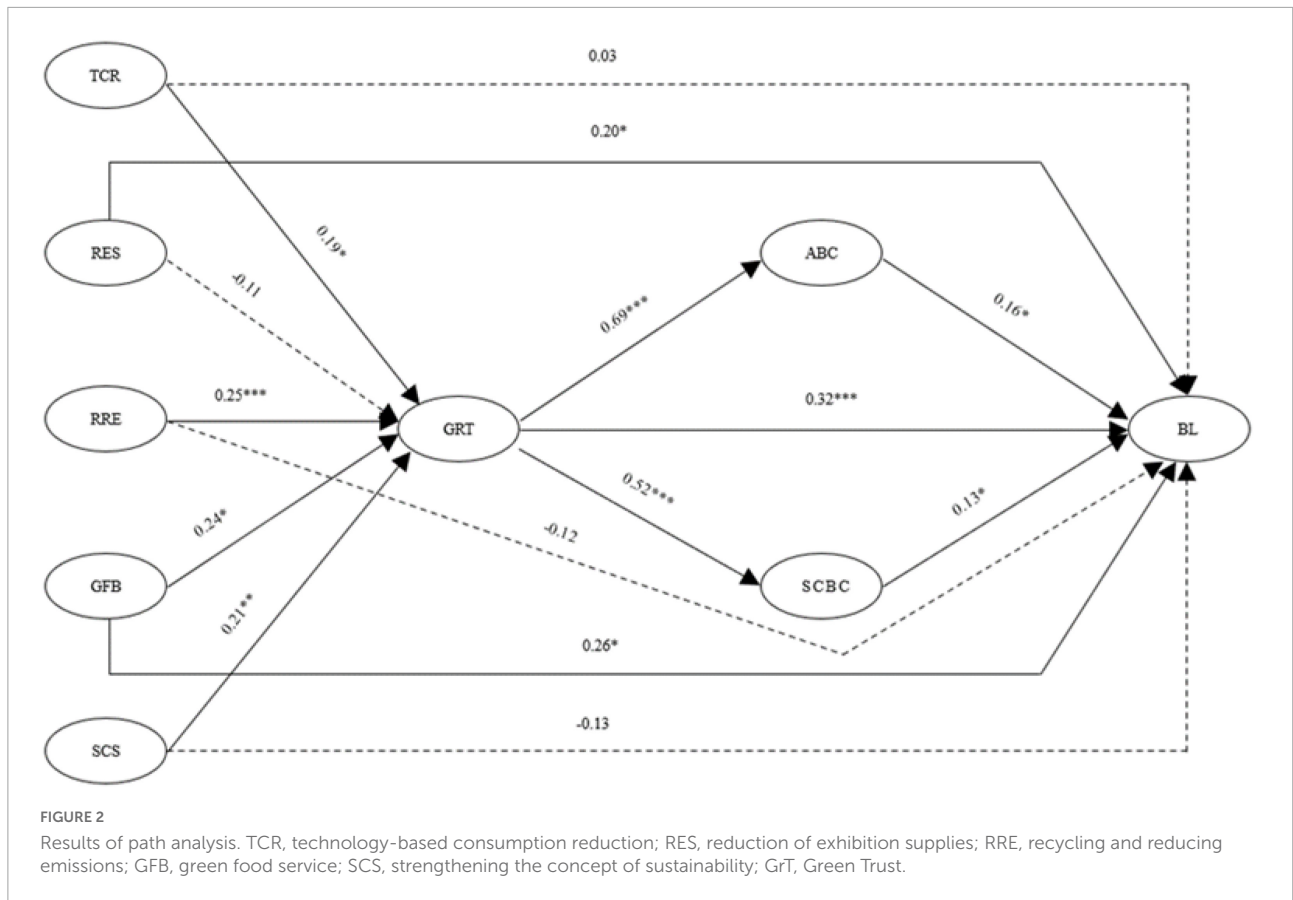 TCR
0.03
0.20*
RES
0.19*
-0.11
ABC
0.69***
0.16*
RRE
0.25***
GRT
0.32***
BL
0.24*
-0.12
0.52***
0.13*
GFB
SCBC
0.21**
0.26*
SCS
-0.13
FIGURE 2
Results of path analysis. TCR, technology-based consumption reduction; RES, reduction of exhibition supplies; RRE, recycling and reducing
emissions; GFB, green food service; SCS, strengthening the concept of sustainability; GrT, Green Trust.